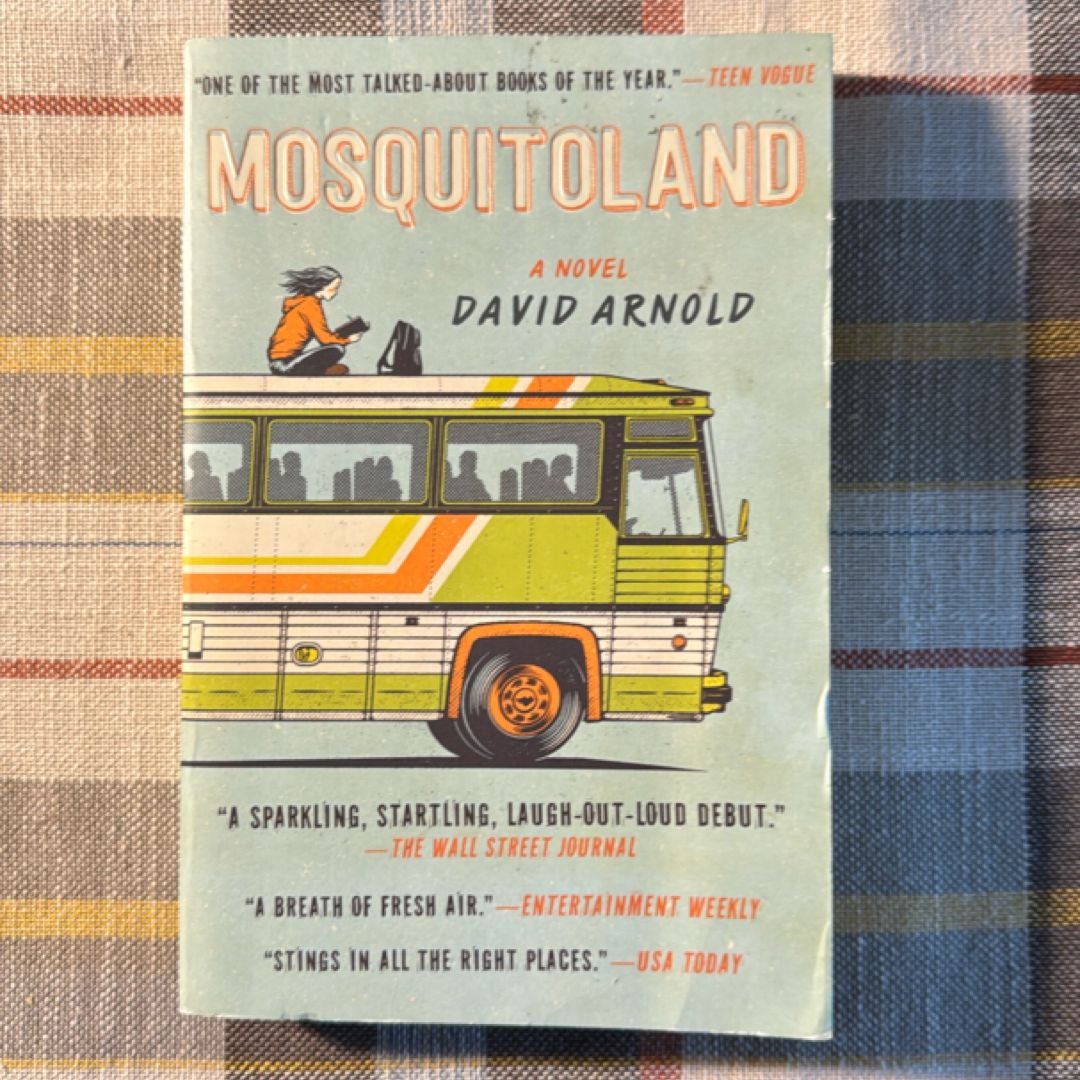 “ONE OF THE MOST TALKED-ABOUT BOOKS OF THE YEAR.”—TEEN VOGUE
MOSQUITOLAND
A NOVEL
DAVID ARNOLD
“A SPARKLING, STARTLING, LAUGH-OUT-LOUD DEBUT.”
—THE WALL STREET JOURNAL
“A BREATH OF FRESH AIR.”—ENTERTAINMENT WEEKLY
“STINGS IN ALL THE RIGHT PLACES.”—USA TODAY